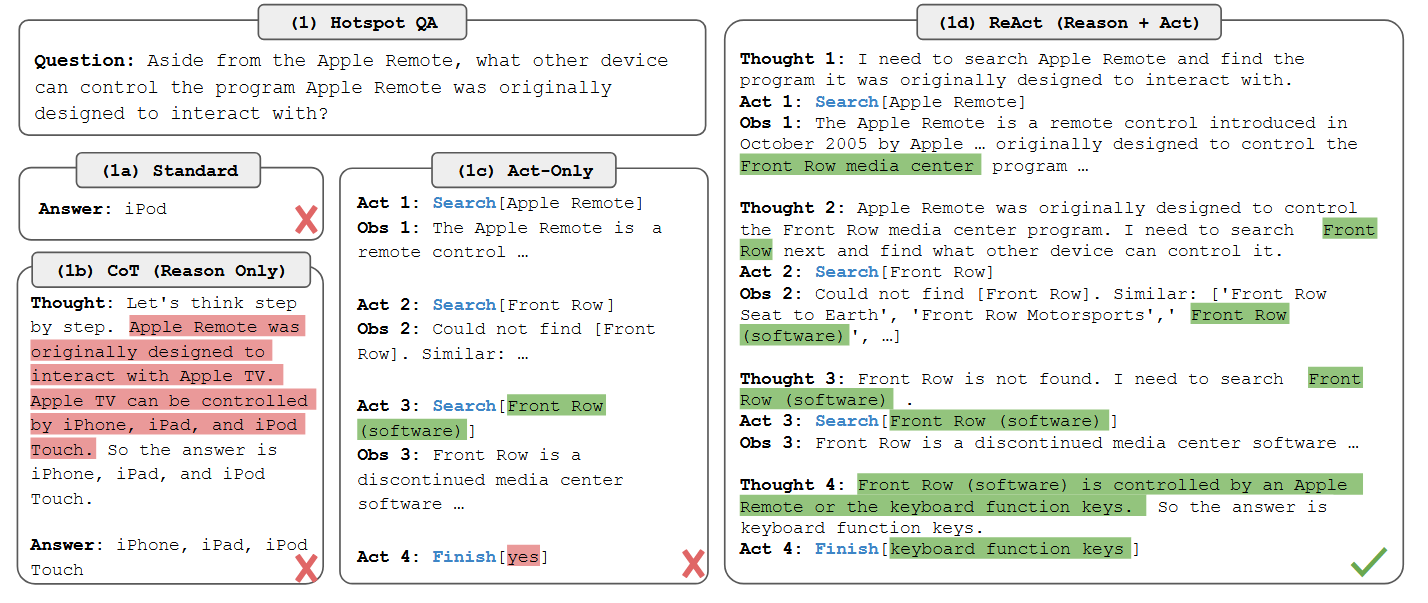 (1) Hotspot QA
Question: Aside from the Apple Remote, what other device
can control the program Apple Remote was originally
designed to interact with?
(1a) Standard
Answer: iPod
(1b) CoT (Reason Only)
Thought: Let's think step
by step. Apple Remote was
originally designed to
interact with Apple TV.
Apple TV can be controlled
by iPhone, iPad, and iPod
Touch. So the answer is
iPhone, iPad, and iPod
Touch.
Answer: iPhone, iPad, iPod
Touch
(1c) Act-Only
Act 1: Search[Apple Remote]
Obs 1: The Apple Remote is a
remote control …
Act 2: Search[Front Row]
Obs 2: Could not find [Front
Row]. Similar: …
Act 3: Search[Front Row
(software)]
Obs 3: Front Row is a
discontinued media center
software …
Act 4: Finish[yes]
(1d) ReAct (Reason + Act)
Thought 1: I need to search Apple Remote and find the
program it was originally designed to interact with.
Act 1: Search[Apple Remote]
Obs 1: The Apple Remote is a remote control introduced in
October 2005 by Apple … originally designed to control the
Front Row media center program …
Thought 2: Apple Remote was originally designed to control
the Front Row media center program. I need to search Front
Row next and find what other device can control it.
Act 2: Search[Front Row]
Obs 2: Could not find [Front Row]. Similar: ['Front Row
Seat to Earth', 'Front Row Motorsports',' Front Row
(software)', …]
Thought 3: Front Row is not found. I need to search Front
Row (software) .
Act 3: Search[Front Row (software)]
Obs 3: Front Row is a discontinued media center software …
Thought 4: Front Row (software) is controlled by an Apple
Remote or the keyboard function keys. So the answer is
keyboard function keys.
Act 4: Finish[keyboard function keys]